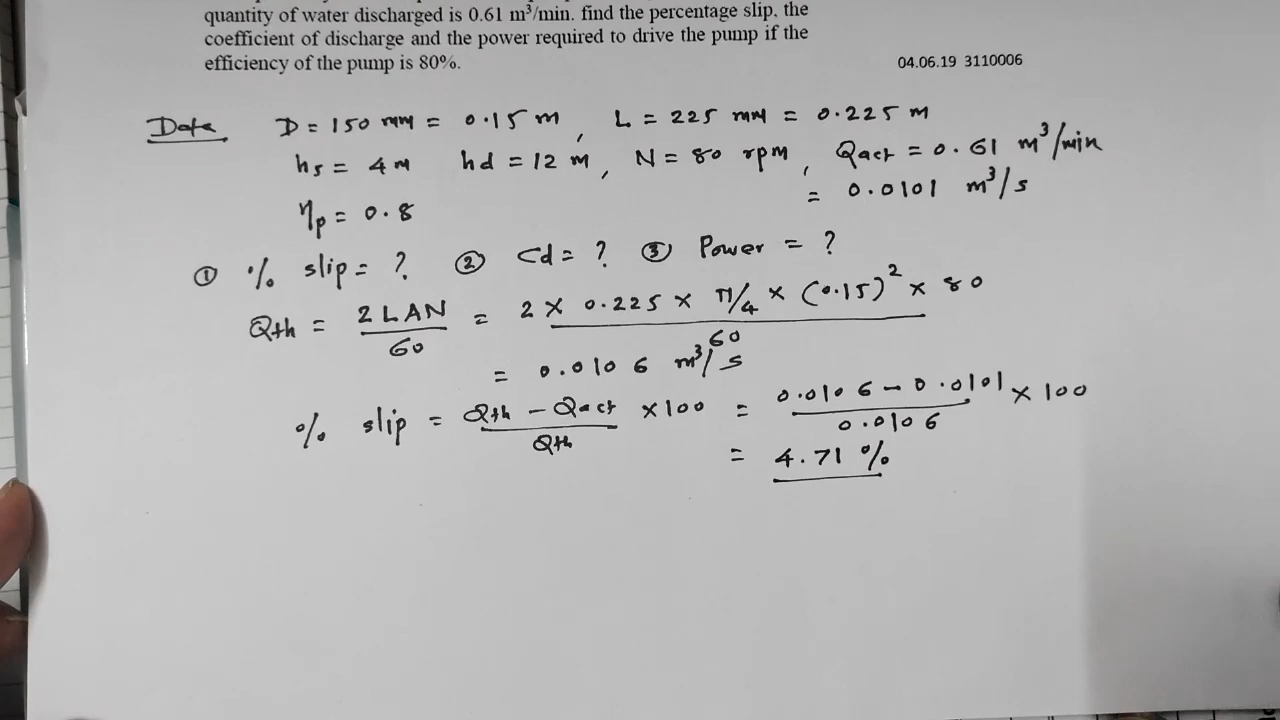 quantity of water discharged is 0.61 m³/min. find the percentage slip, the
coefficient of discharge and the power required to drive the pump if the
efficiency of the pump is 80%.
04.06.19 3110006
Data D = 150 mm = 0.15 m, L = 225 mm = 0.225 m
hs = 4 m hd = 12 m, N = 80 rpm, Qact = 0.61 m³/min
= 0.0101 m³/s
ηp = 0.8
① % slip = ? ② Cd = ? ③ Power = ?
Qth = 2LAN/60 = 2 × 0.225 × π/4 × (0.15)² × 80/60
= 0.0106 m³/s
% slip = Qth - Qact/Qth × 100 = 0.0106 - 0.0101/0.0106 × 100
= 4.71 %